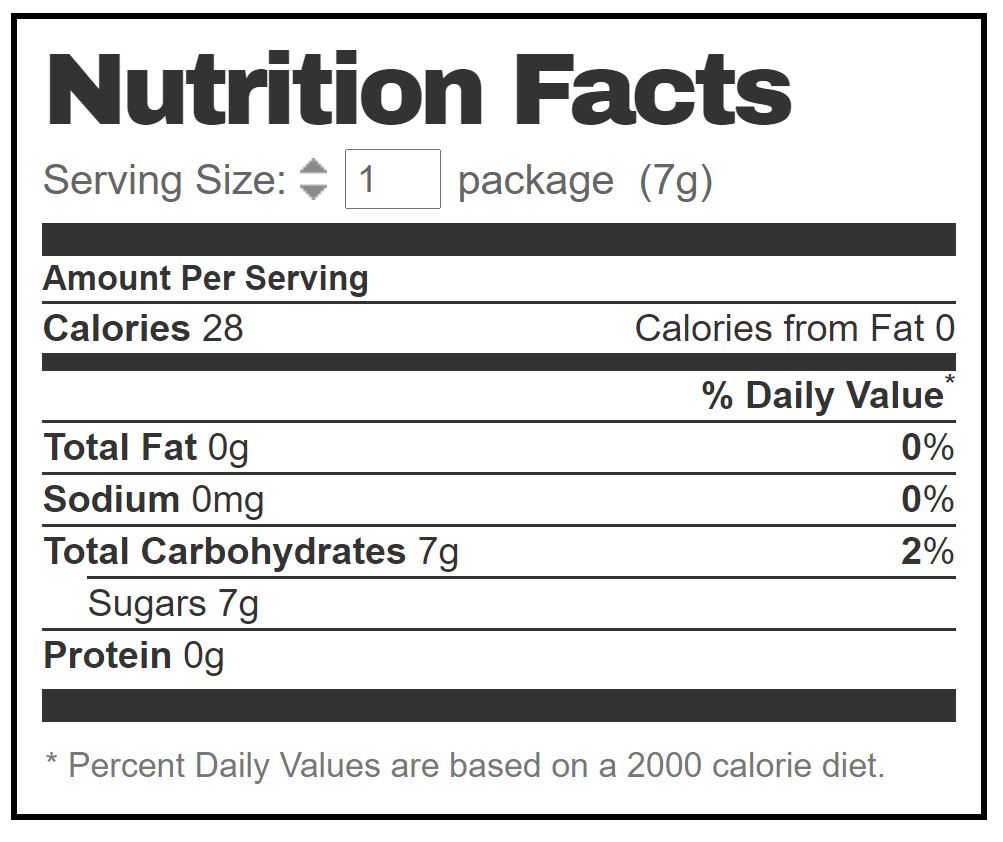 Nutrition Facts
Serving Size: 1 package (7g)
Amount Per Serving
Calories 28 Calories from Fat 0
% Daily Value*
Total Fat 0g 0%
Sodium 0mg 0%
Total Carbohydrates 7g 2%
Sugars 7g
Protein 0g
* Percent Daily Values are based on a 2000 calorie diet.